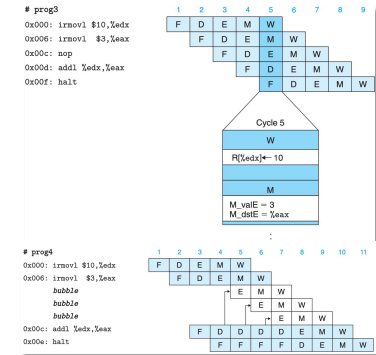 # prog3 1 2 3 4 5 6 7 8 9
0x000: irmovl $10,%edx F D E M W
0x006: irmovl $3,%eax F D E M W
0x00c: nop F D E M W
0x00d: addl %edx,%eax F D E M W
0x00f: halt F D E M W
Cycle 5
W
R[%edx]← 10
M
M_valE = 3
M_dstE = %eax
:
# prog4 1 2 3 4 5 6 7 8 9 10 11
0x000: irmovl $10,%edx F D E M W
0x006: irmovl $3,%eax F D E M W
bubble E M W
bubble E M W
bubble E M W
0x00c: addl %edx,%eax F D D D D E M W
0x00e: halt F F F F D E M W